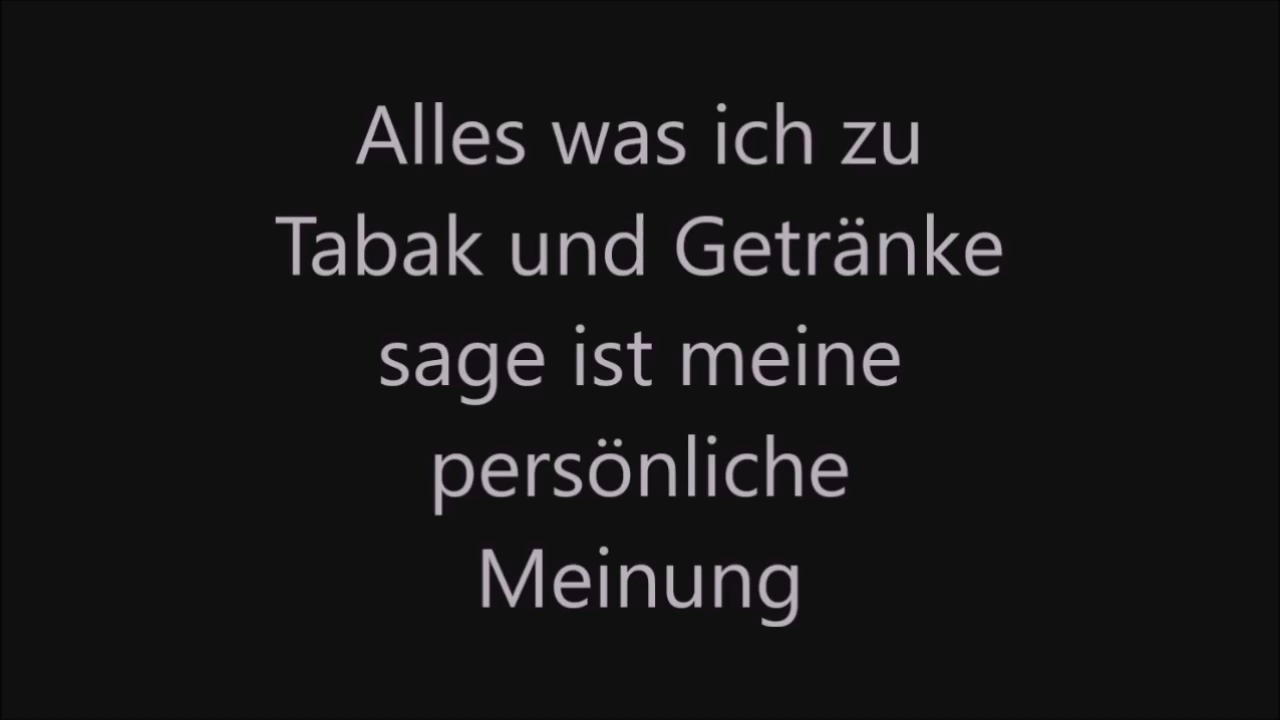 Alles was ich zu
Tabak und Getränke
sage ist meine
persönliche
Meinung